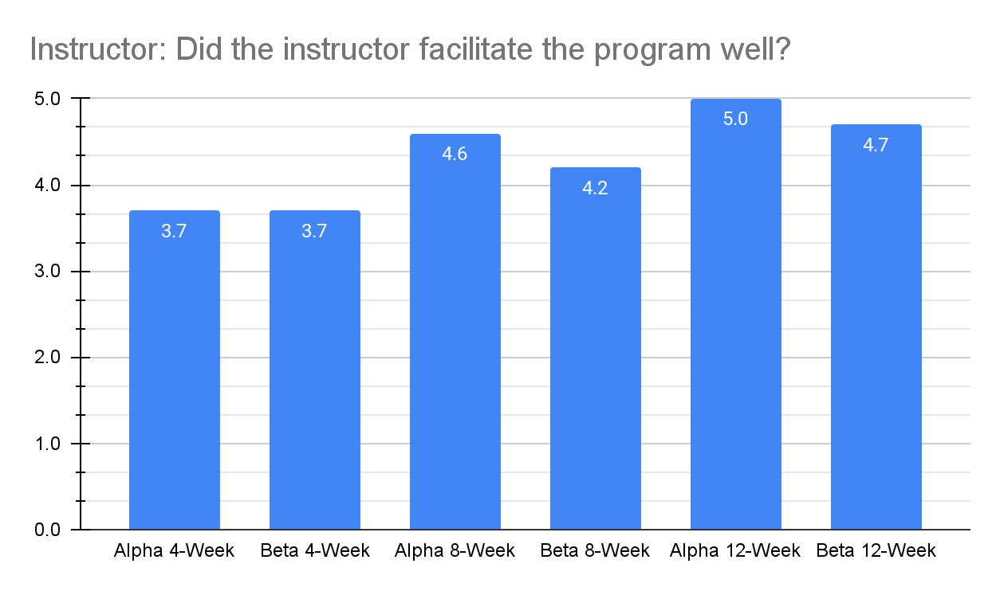 Instructor: Did the instructor facilitate the program well?
5.0
4.0
3.0
2.0
1.0
0.0
3.7
3.7
4.6
4.2
5.0
4.7
Alpha 4-Week
Beta 4-Week
Alpha 8-Week
Beta 8-Week
Alpha 12-Week
Beta 12-Week